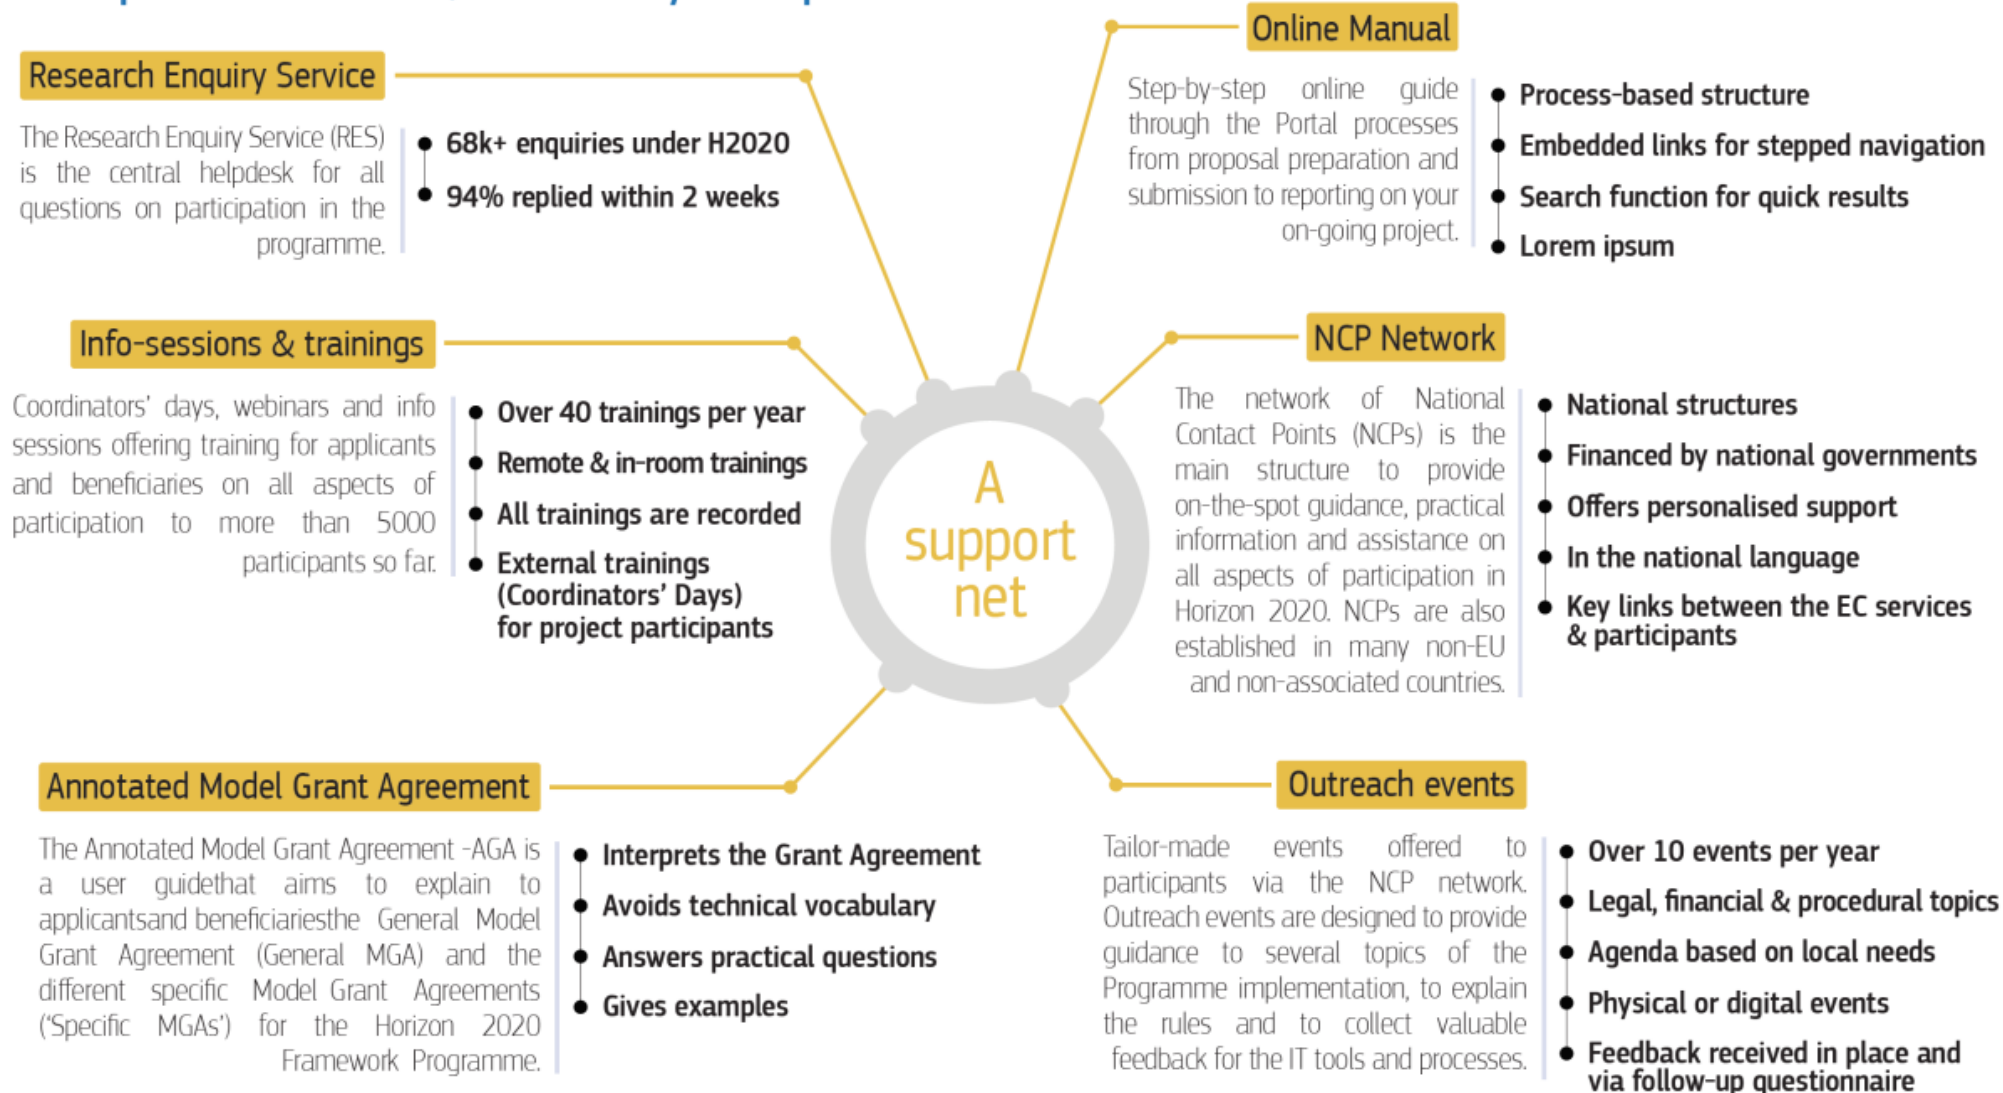 Research Enquiry Service
The Research Enquiry Service (RES)
is the central helpdesk for all
questions on participation in the
programme.
68k+ enquiries under H2020
94% replied within 2 weeks
Online Manual
Step-by-step online guide
through the Portal processes
from proposal preparation and
submission to reporting on your
on-going project.
Process-based structure
Embedded links for stepped navigation
Search function for quick results
Lorem ipsum
Info-sessions & trainings
Coordinators' days, webinars and info
sessions offering training for applicants
and beneficiaries on all aspects of
participation to more than 5000
participants so far.
Over 40 trainings per year
Remote & in-room trainings
All trainings are recorded
External trainings
(Coordinators' Days)
for project participants
A
support
net
NCP Network
The network of National
Contact Points (NCPs) is the
main structure to provide
on-the-spot guidance, practical
information and assistance on
all aspects of participation in
Horizon 2020. NCPs are also
established in many non-EU
and non-associated countries.
National structures
Financed by national governments
Offers personalised support
In the national language
Key links between the EC services
& participants
Annotated Model Grant Agreement
The Annotated Model Grant Agreement -AGA is
a user guidethat aims to explain to
applicantsand beneficiariesthe General Model
Grant Agreement (General MGA) and the
different specific Model Grant Agreements
('Specific MGAs') for the Horizon 2020
Framework Programme.
Interprets the Grant Agreement
Avoids technical vocabulary
Answers practical questions
Gives examples
Outreach events
Tailor-made events offered to
participants via the NCP network.
Outreach events are designed to provide
guidance to several topics of the
Programme implementation, to explain
the rules and to collect valuable
feedback for the IT tools and processes.
Over 10 events per year
Legal, financial & procedural topics
Agenda based on local needs
Physical or digital events
Feedback received in place and
via follow-up questionnaire